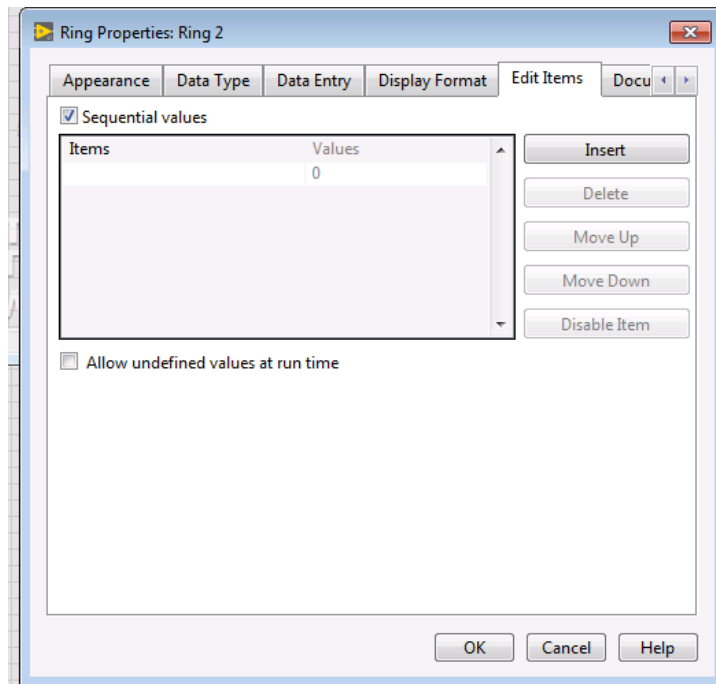 Ring Properties: Ring 2
Appearance Data Type Data Entry Display Format Edit Items Docu
Sequential values
Items Values
0
Insert
Delete
Move Up
Move Down
Disable Item
Allow undefined values at run time
OK Cancel Help